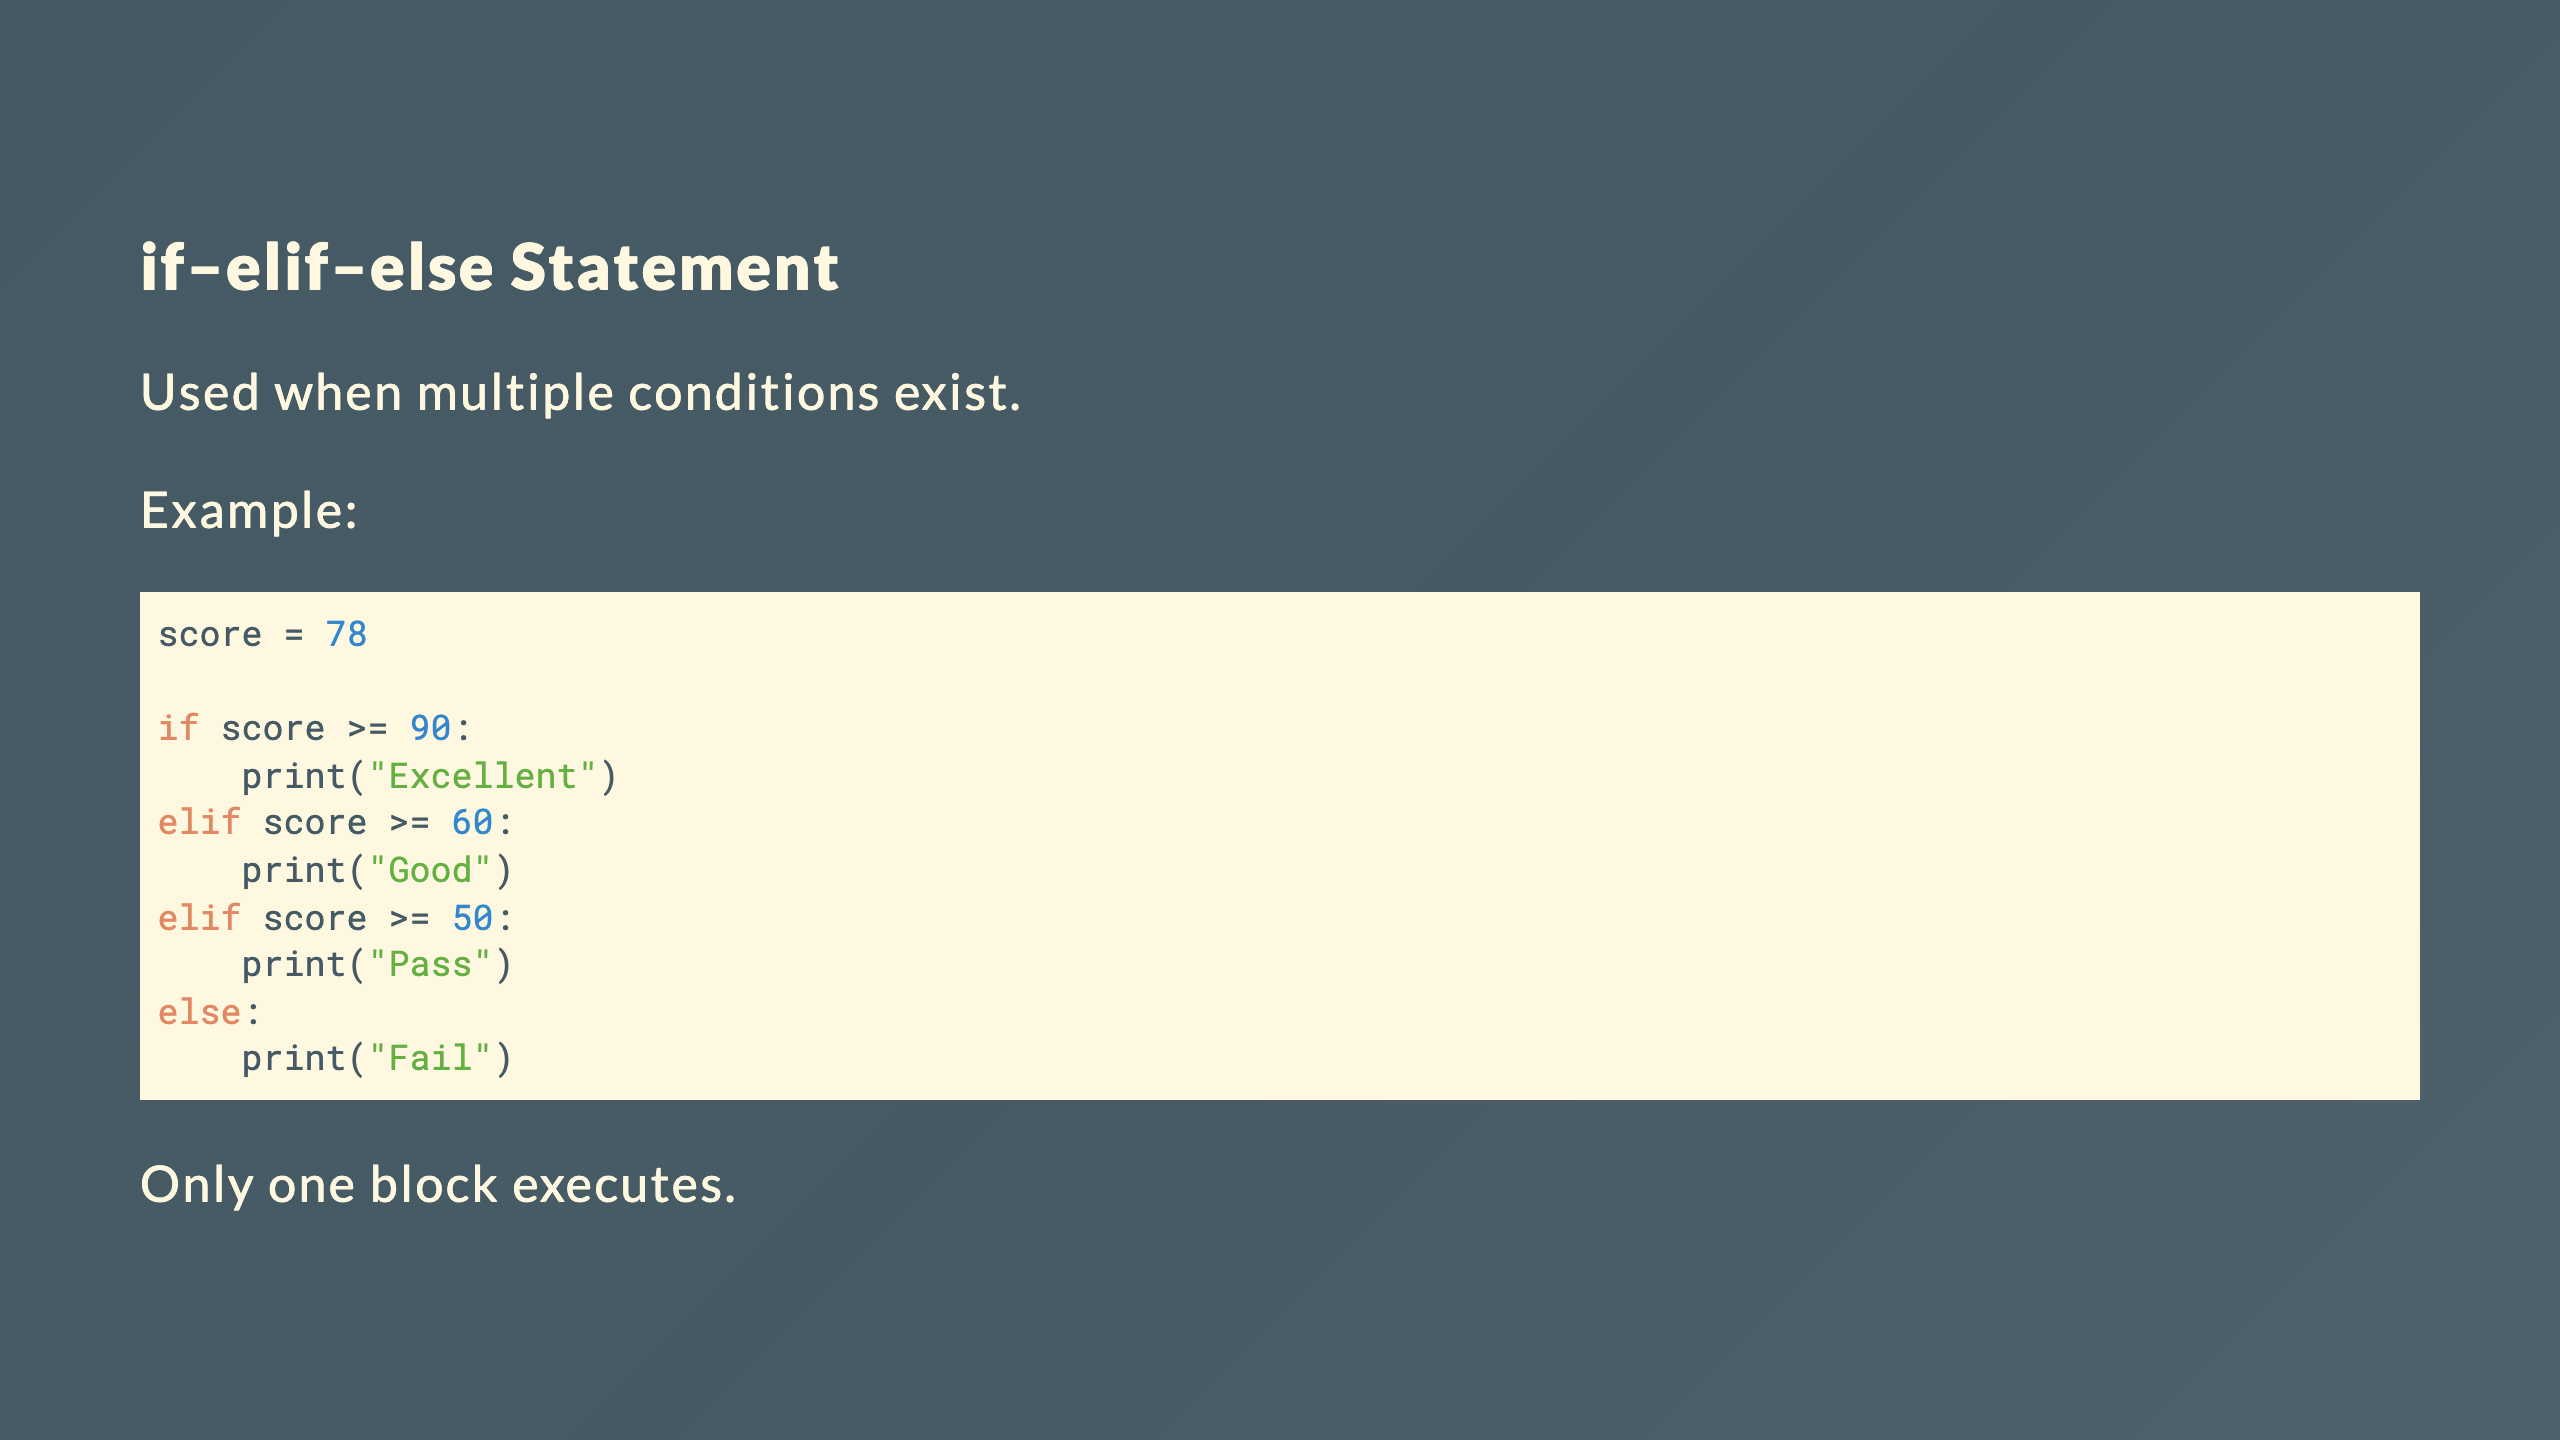 if–elif–else Statement
Used when multiple conditions exist.
Example:
score = 78

if score >= 90:
    print("Excellent")
elif score >= 60:
    print("Good")
elif score >= 50:
    print("Pass")
else:
    print("Fail")
Only one block executes.